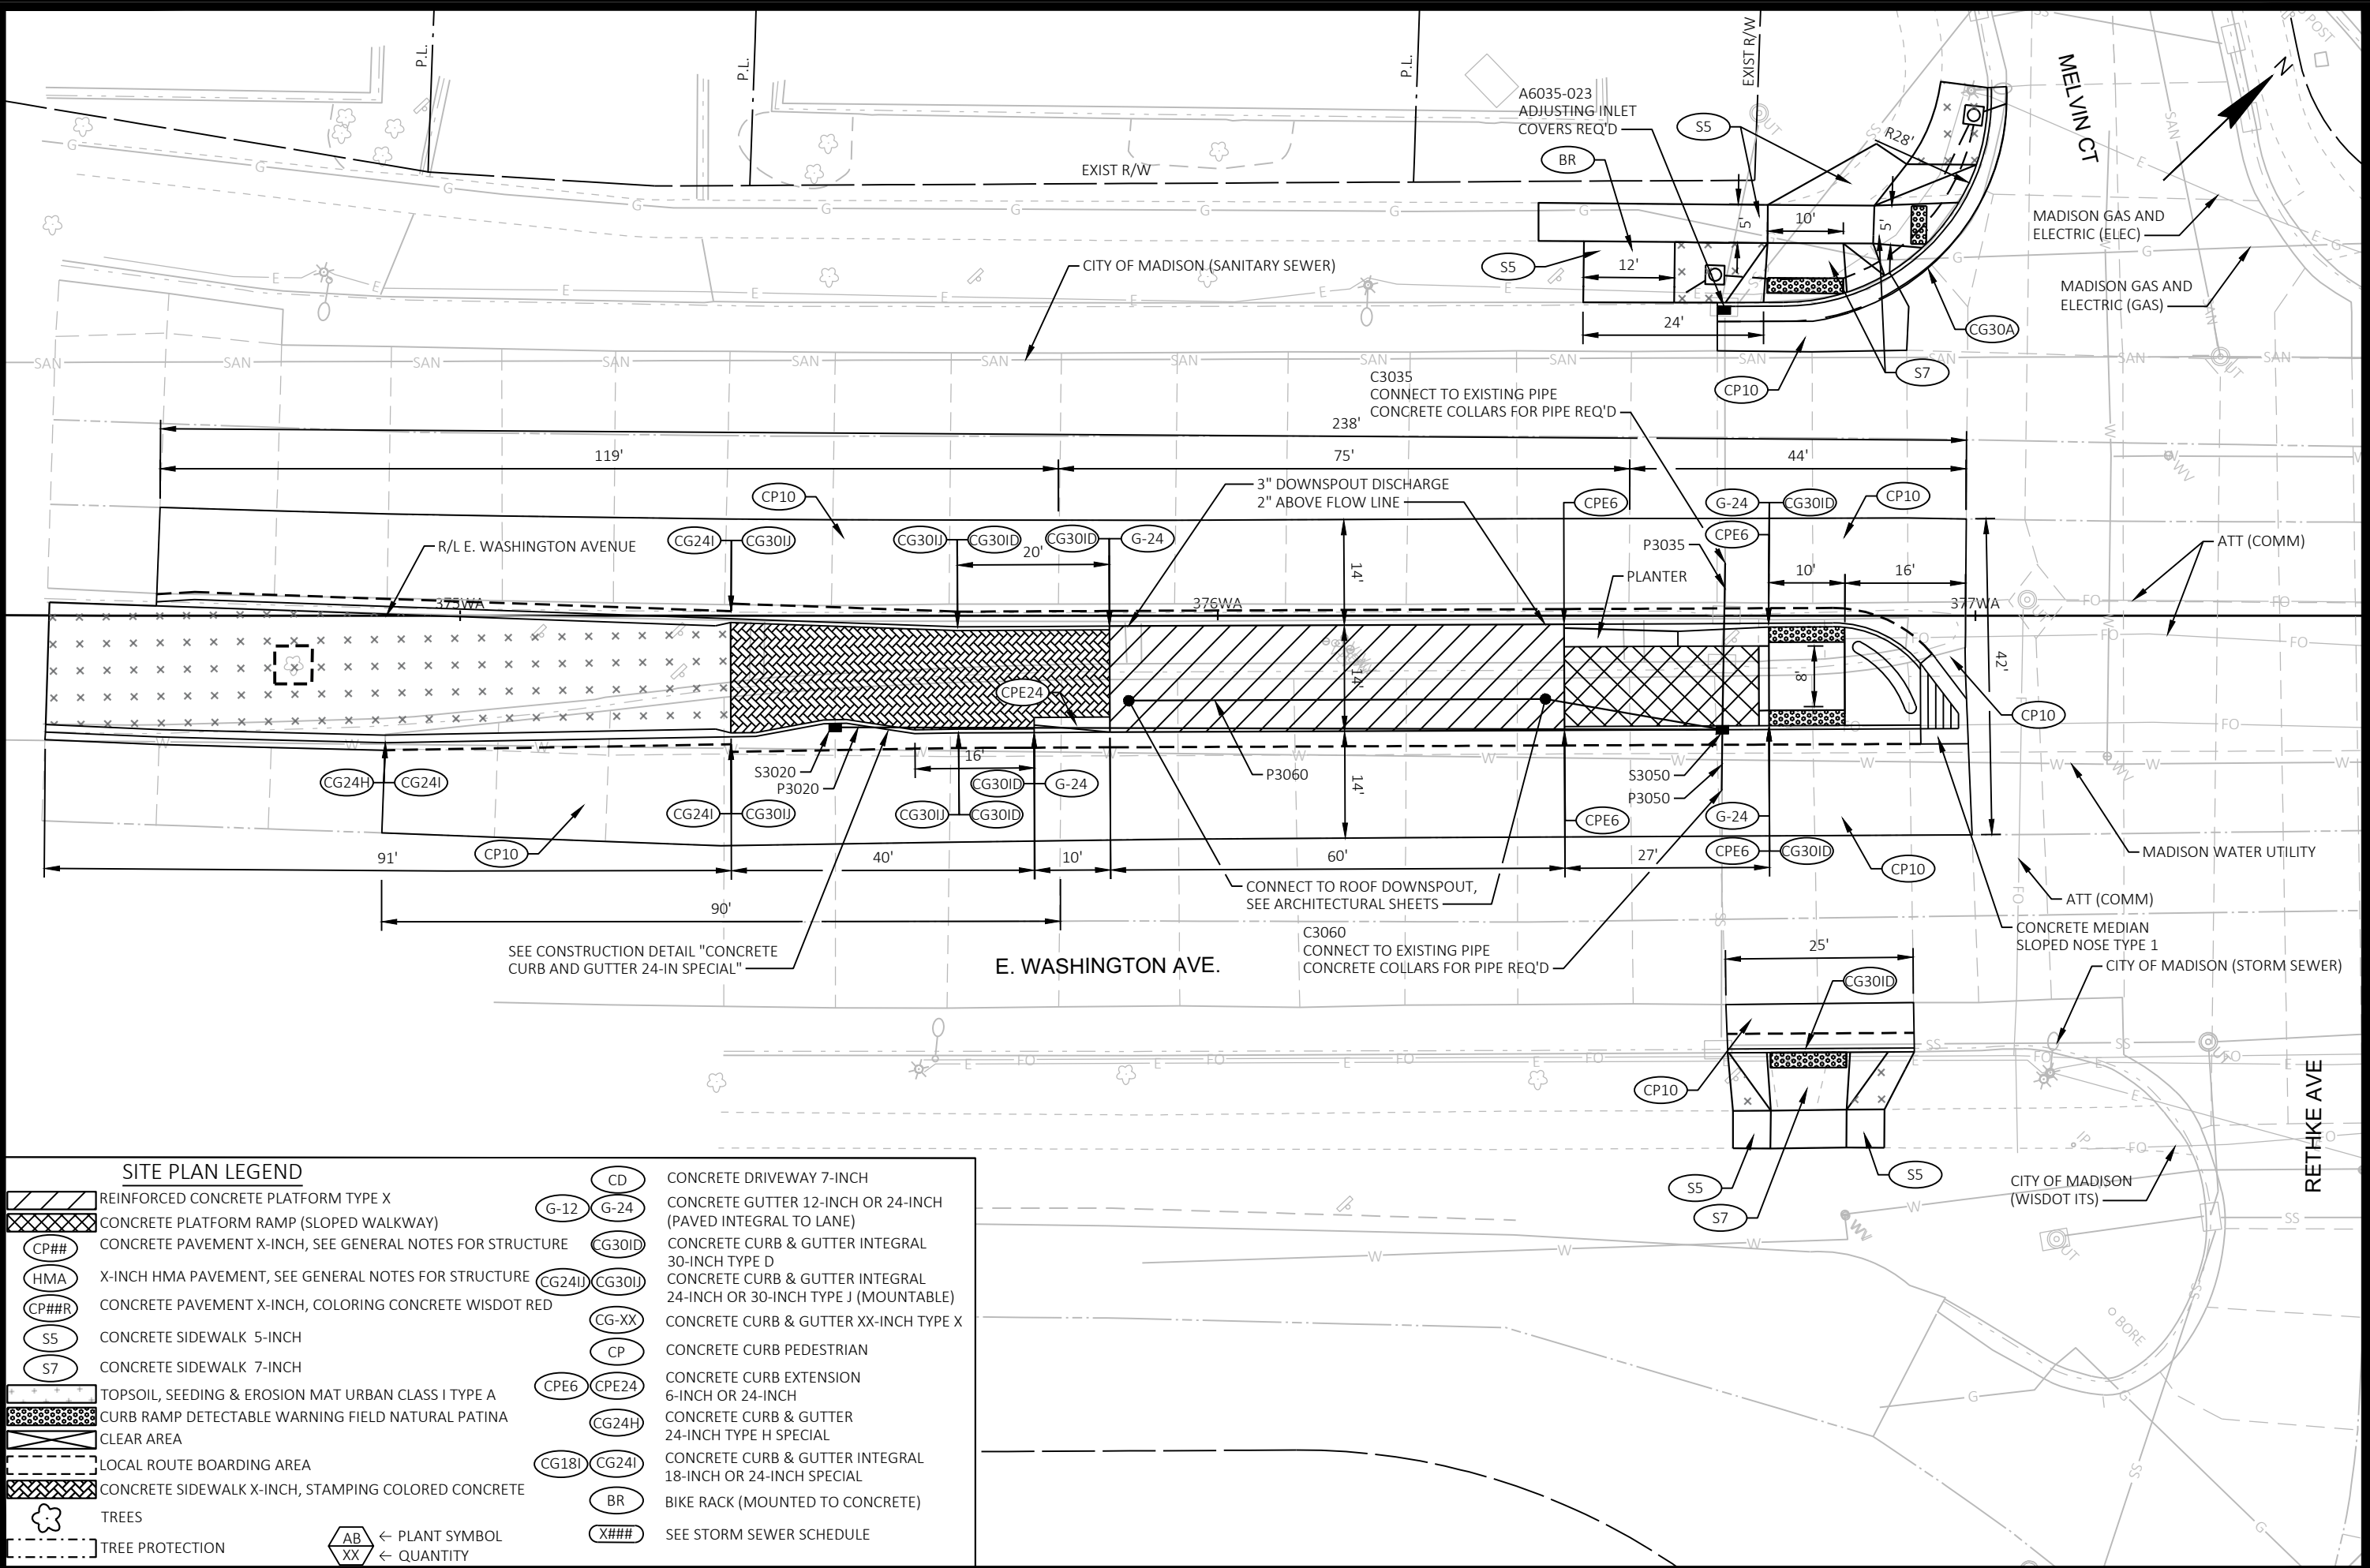 P.L.
P.L.
P.L.
EXIST R/W
EXIST R/W
A6035-023
ADJUSTING INLET
COVERS REQ'D
S5
BR
S5
12'
24'
10'
5'
5'
R28'
MELVIN CT
N
POST
MADISON GAS AND
ELECTRIC (ELEC)
MADISON GAS AND
ELECTRIC (GAS)
CG30A
S7
CP10
CITY OF MADISON (SANITARY SEWER)
C3035
CONNECT TO EXISTING PIPE
CONCRETE COLLARS FOR PIPE REQ'D
238'
119'
75'
44'
CP10
3" DOWNSPOUT DISCHARGE
2" ABOVE FLOW LINE
CPE6
G-24
CG30ID
CP10
CPE6
R/L E. WASHINGTON AVENUE
CG24I
CG30IJ
CG30IJ
CG30ID
20'
CG30ID
G-24
P3035
PLANTER
14'
10'
16'
ATT (COMM)
375WA
376WA
377WA
14'
8'
42'
CPE24
CP10
CG24H
CG24I
S3020
P3020
16'
CG30ID
G-24
P3060
14'
S3050
P3050
CG24I
CG30IJ
CG30IJ
CG30ID
CPE6
G-24
CPE6
CG30ID
CP10
CP10
MADISON WATER UTILITY
91'
40'
10'
60'
27'
90'
CONNECT TO ROOF DOWNSPOUT,
SEE ARCHITECTURAL SHEETS
ATT (COMM)
CONCRETE MEDIAN
SLOPED NOSE TYPE 1
SEE CONSTRUCTION DETAIL "CONCRETE
CURB AND GUTTER 24-IN SPECIAL"
E. WASHINGTON AVE.
C3060
CONNECT TO EXISTING PIPE
CONCRETE COLLARS FOR PIPE REQ'D
25'
CG30ID
CITY OF MADISON (STORM SEWER)
CP10
S5
S7
S5
CITY OF MADISON
(WISDOT ITS)
RETHKE AVE
IP
BORE
SITE PLAN LEGEND
REINFORCED CONCRETE PLATFORM TYPE X
CONCRETE PLATFORM RAMP (SLOPED WALKWAY)
CP## CONCRETE PAVEMENT X-INCH, SEE GENERAL NOTES FOR STRUCTURE
HMA X-INCH HMA PAVEMENT, SEE GENERAL NOTES FOR STRUCTURE
CP##R CONCRETE PAVEMENT X-INCH, COLORING CONCRETE WISDOT RED
S5 CONCRETE SIDEWALK 5-INCH
S7 CONCRETE SIDEWALK 7-INCH
TOPSOIL, SEEDING & EROSION MAT URBAN CLASS I TYPE A
CURB RAMP DETECTABLE WARNING FIELD NATURAL PATINA
CLEAR AREA
LOCAL ROUTE BOARDING AREA
CONCRETE SIDEWALK X-INCH, STAMPING COLORED CONCRETE
TREES
TREE PROTECTION
AB ← PLANT SYMBOL
XX ← QUANTITY
CD CONCRETE DRIVEWAY 7-INCH
G-12 G-24 CONCRETE GUTTER 12-INCH OR 24-INCH
(PAVED INTEGRAL TO LANE)
CG30ID CONCRETE CURB & GUTTER INTEGRAL
30-INCH TYPE D
CG24IJ CG30IJ CONCRETE CURB & GUTTER INTEGRAL
24-INCH OR 30-INCH TYPE J (MOUNTABLE)
CG-XX CONCRETE CURB & GUTTER XX-INCH TYPE X
CP CONCRETE CURB PEDESTRIAN
CPE6 CPE24 CONCRETE CURB EXTENSION
6-INCH OR 24-INCH
CG24H CONCRETE CURB & GUTTER
24-INCH TYPE H SPECIAL
CG18I CG24I CONCRETE CURB & GUTTER INTEGRAL
18-INCH OR 24-INCH SPECIAL
BR BIKE RACK (MOUNTED TO CONCRETE)
X### SEE STORM SEWER SCHEDULE